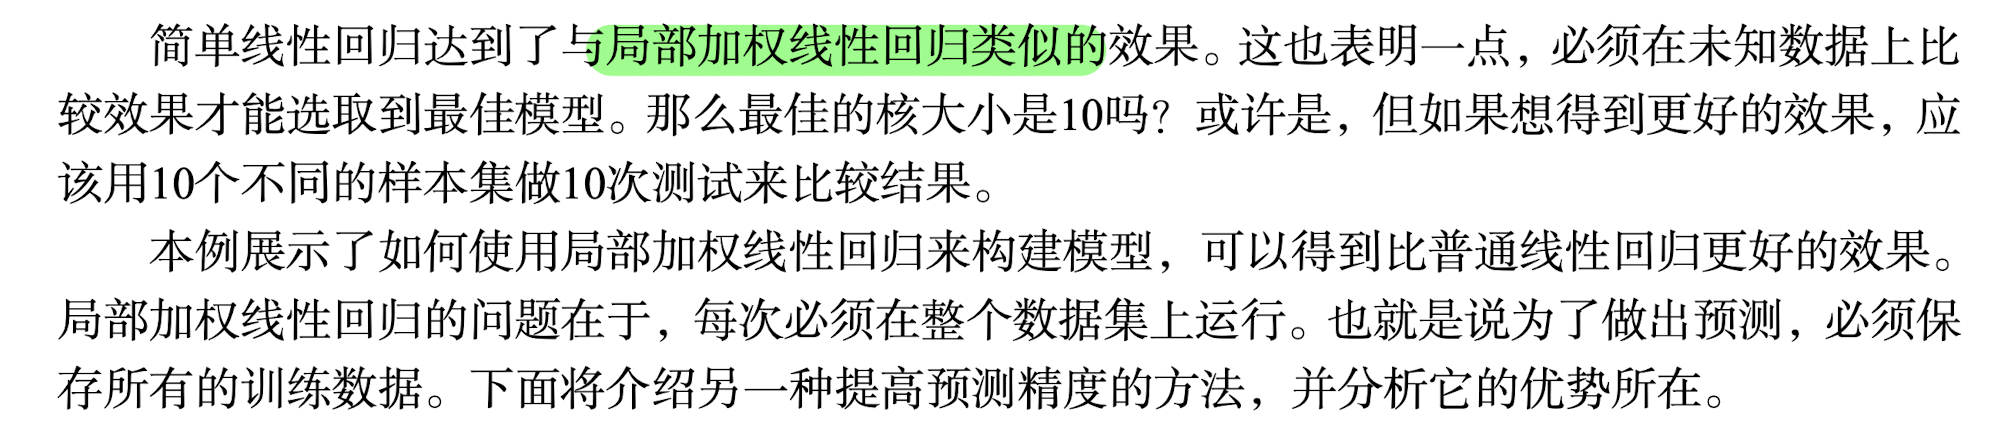 简单线性回归达到了与局部加权线性回归类似的效果。这也表明一点，必须在未知数据上比
较效果才能选取到最佳模型。那么最佳的核大小是10吗？或许是，但如果想得到更好的效果，应
该用10个不同的样本集做10次测试来比较结果。
本例展示了如何使用局部加权线性回归来构建模型，可以得到比普通线性回归更好的效果。
局部加权线性回归的问题在于，每次必须在整个数据集上运行。也就是说为了做出预测，必须保
存所有的训练数据。下面将介绍另一种提高预测精度的方法，并分析它的优势所在。